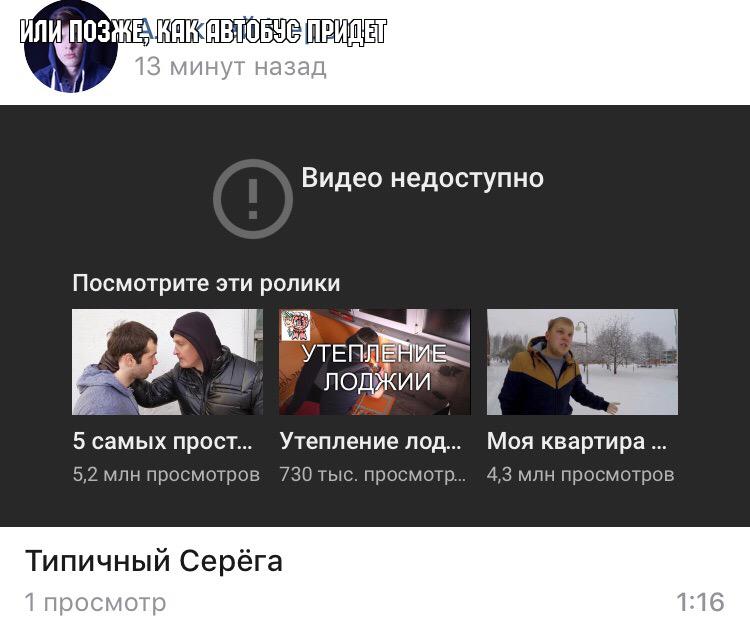 ИЛИ ПОЗЖЕ, КАК АВТОБУС ПРИДЕТ
13 минут назад
Видео недоступно
Посмотрите эти ролики
УТЕПЛЕНИЕ
ЛОДЖИИ
5 самых прост...
Утепление лод...
Моя квартира ...
5,2 млн просмотров
730 тыс. просмотр...
4,3 млн просмотров
Типичный Серёга
1 просмотр
1:16